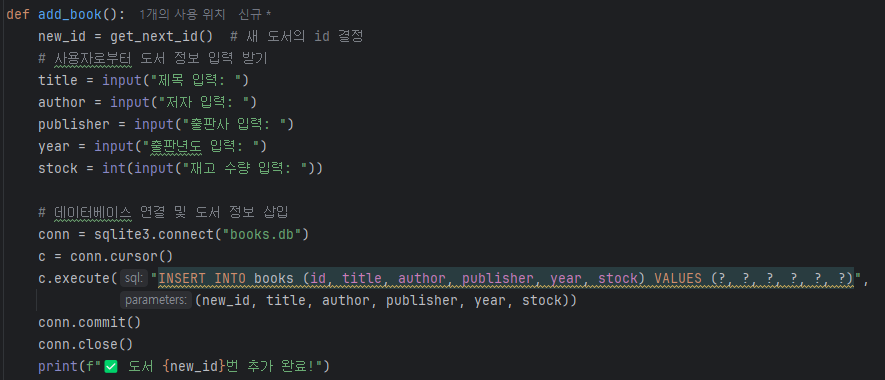 def add_book():  1개의 사용 위치  신규 *
    new_id = get_next_id()  # 새 도서의 id 결정
    # 사용자로부터 도서 정보 입력 받기
    title = input("제목 입력: ")
    author = input("저자 입력: ")
    publisher = input("출판사 입력: ")
    year = input("출판년도 입력: ")
    stock = int(input("재고 수량 입력: "))
    # 데이터베이스 연결 및 도서 정보 삽입
    conn = sqlite3.connect("books.db")
    c = conn.cursor()
    c.execute( sql: "INSERT INTO books (id, title, author, publisher, year, stock) VALUES (?, ?, ?, ?, ?, ?)",
               parameters: (new_id, title, author, publisher, year, stock))
    conn.commit()
    conn.close()
    print(f"✅ 도서 {new_id}번 추가 완료!")